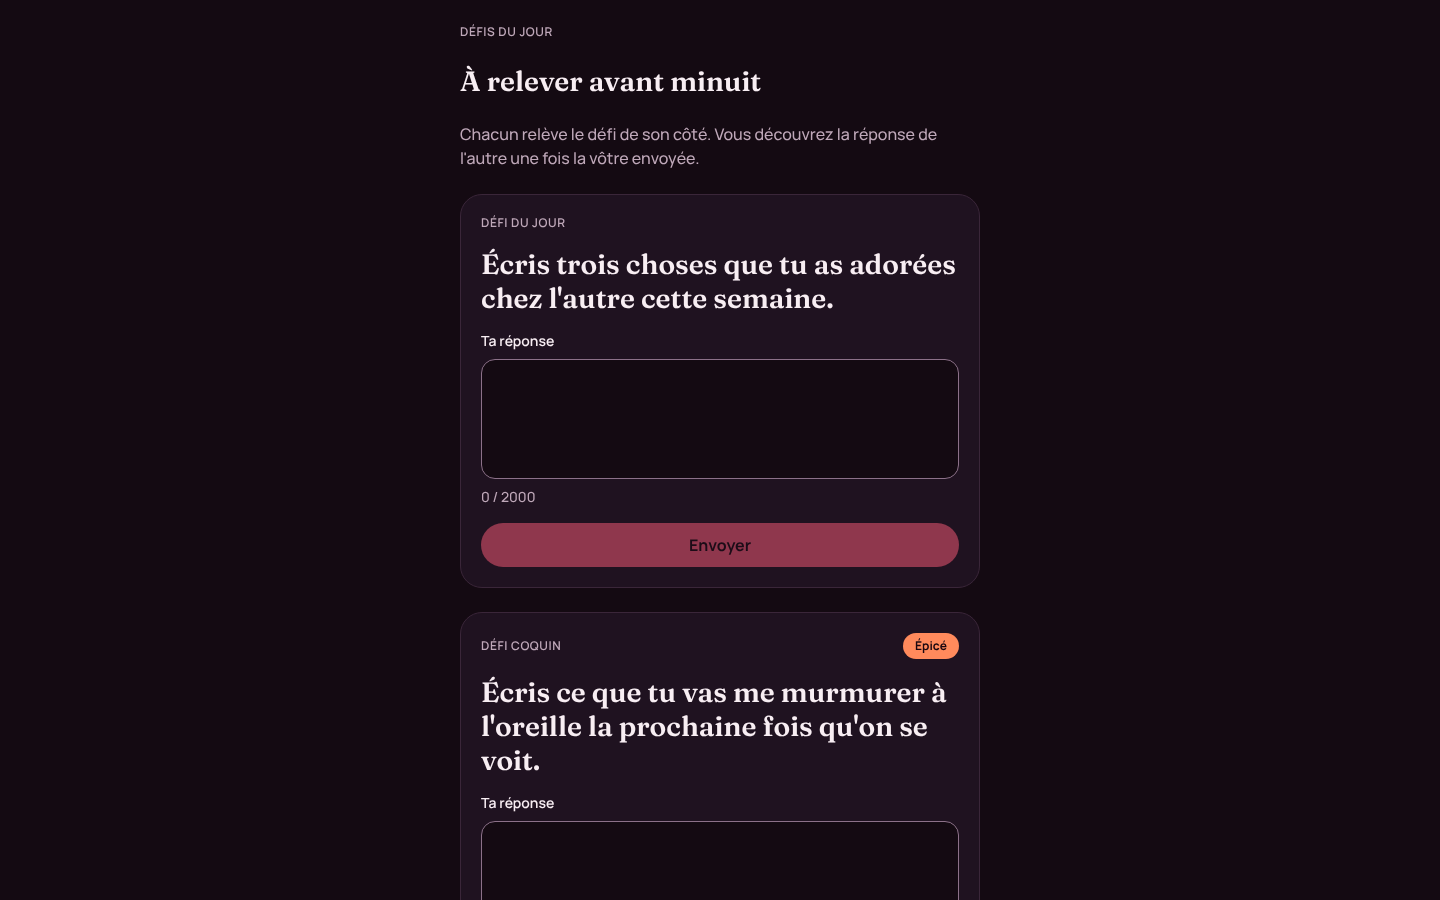 DÉFIS DU JOUR
À relever avant minuit
Chacun relève le défi de son côté. Vous découvrez la réponse de
l'autre une fois la vôtre envoyée.
DÉFI DU JOUR
Écris trois choses que tu as adorées
chez l'autre cette semaine.
Ta réponse
0 / 2000
Envoyer
DÉFI COQUIN
Épicé
Écris ce que tu vas me murmurer à
l'oreille la prochaine fois qu'on se
voit.
Ta réponse